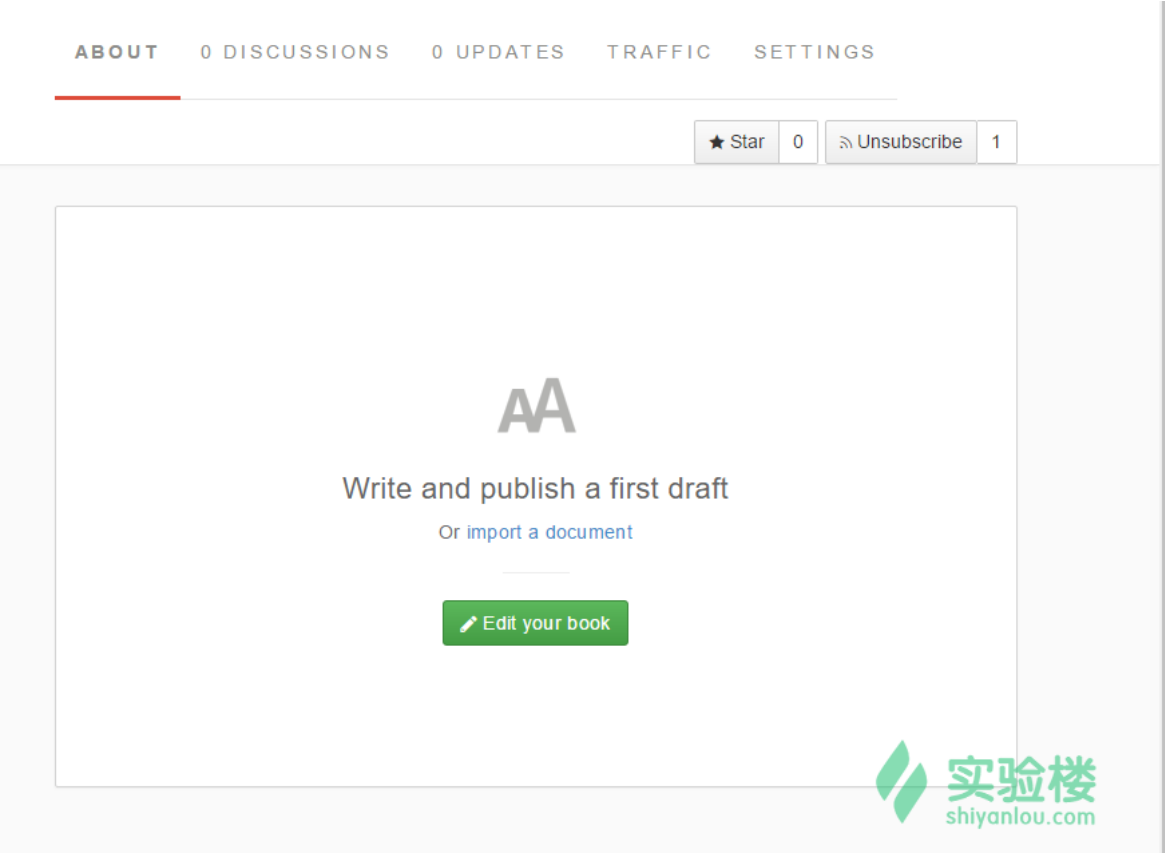 ABOUT 0 DISCUSSIONS 0 UPDATES TRAFFIC SETTINGS
Star 0 Unsubscribe 1
AA
Write and publish a first draft
Or import a document
Edit your book
实验楼
shiyanlou.com